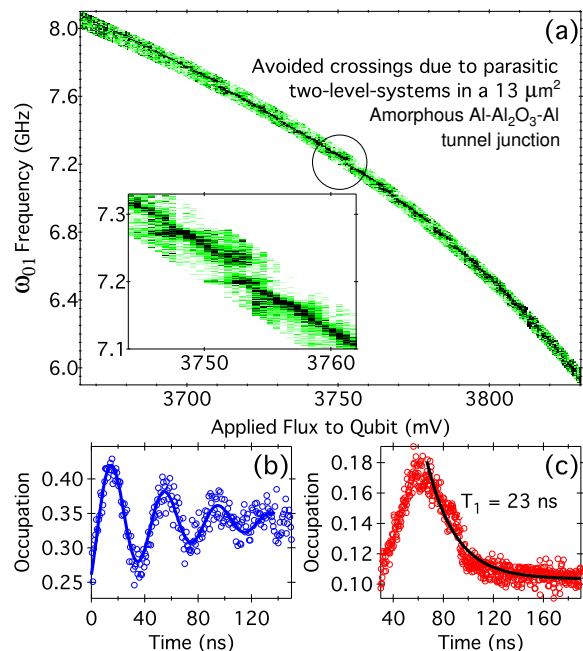 (a)
Avoided crossings due to parasitic
two-level-systems in a 13 μm²
Amorphous Al-Al₂O₃-Al
tunnel junction
ω₀₁ Frequency (GHz)
8.0
7.6
7.2
6.8
6.4
6.0
7.3
7.2
7.1
3750
3760
3700
3750
3800
Applied Flux to Qubit (mV)
(b)
Occupation
0.40
0.35
0.30
0.25
0
40
80
120
Time (ns)
(c)
T₁ = 23 ns
Occupation
0.18
0.16
0.14
0.12
0.10
40
80
120
160
Time (ns)